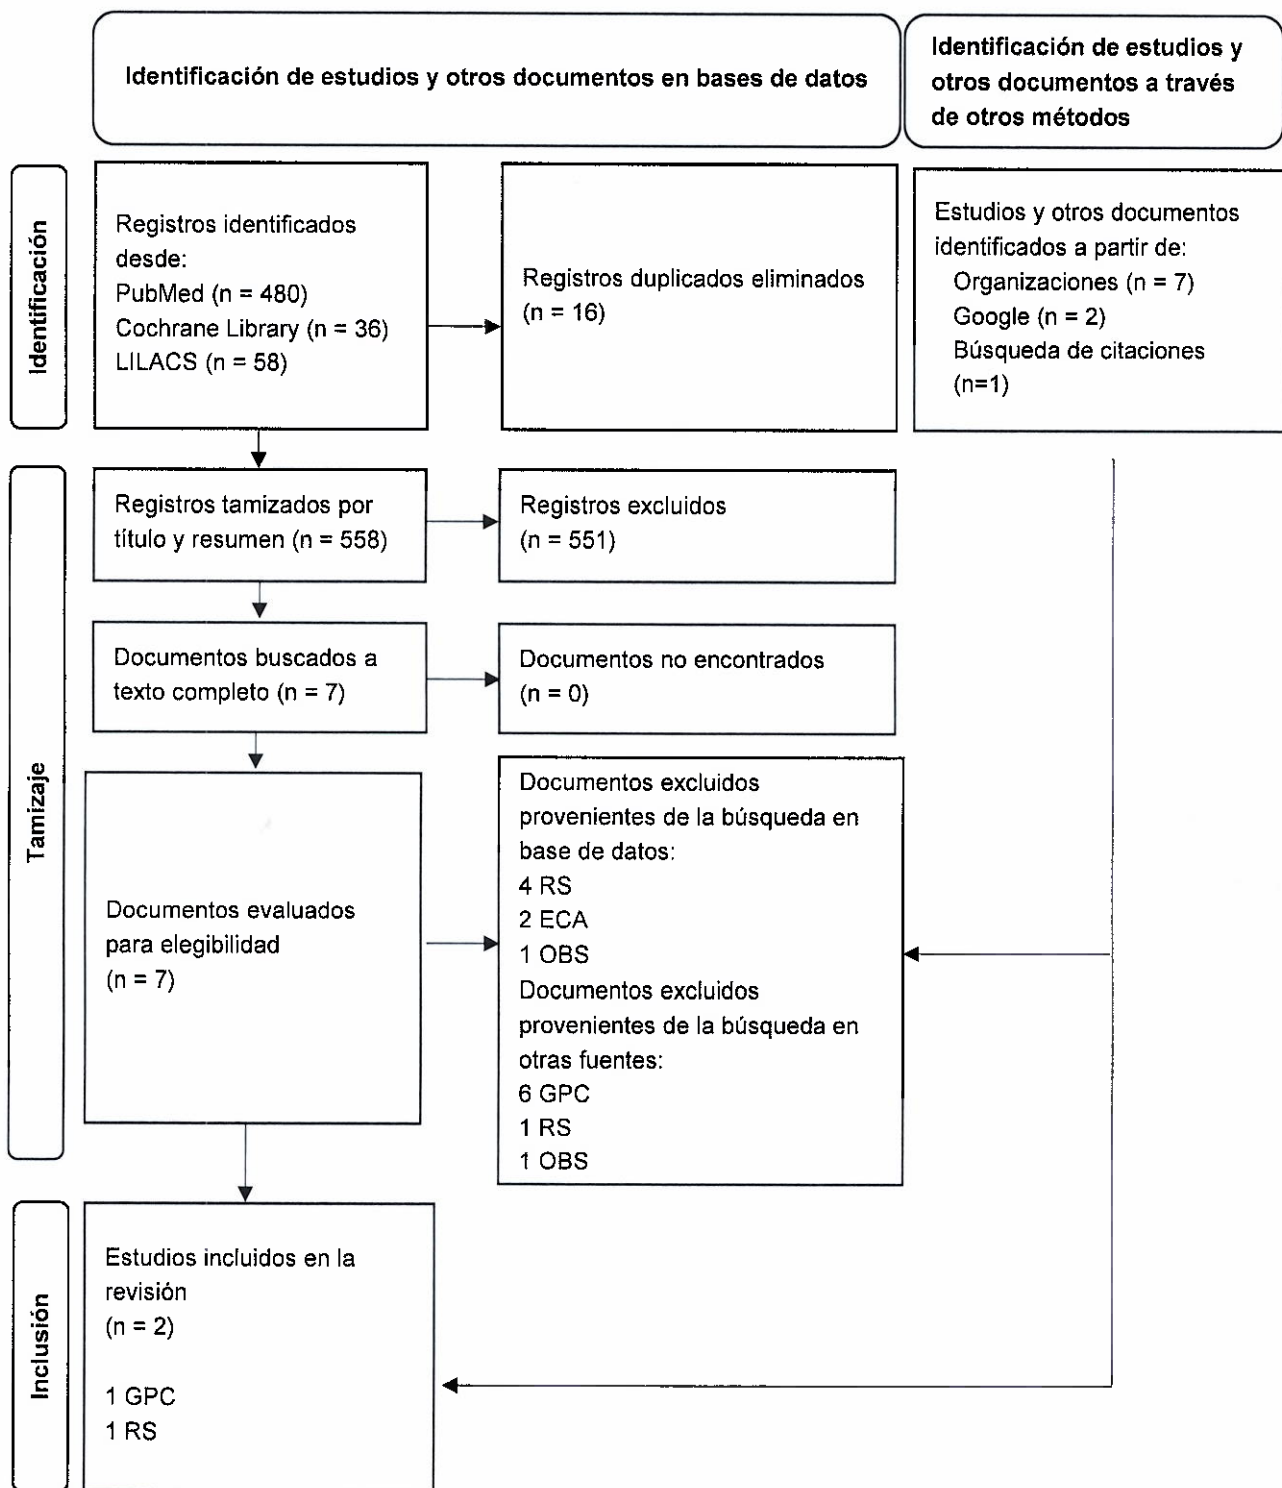 Identificación de estudios y otros documentos en bases de datos
Identificación de estudios y
otros documentos a través
de otros métodos
Identificación
Registros identificados
desde:
PubMed (n = 480)
Cochrane Library (n = 36)
LILACS (n = 58)
Registros duplicados eliminados
(n = 16)
Estudios y otros documentos
identificados a partir de:
Organizaciones (n = 7)
Google (n = 2)
Búsqueda de citaciones
(n=1)
Tamizaje
Registros tamizados por
título y resumen (n = 558)
Registros excluidos
(n = 551)
Documentos buscados a
texto completo (n = 7)
Documentos no encontrados
(n = 0)
Documentos evaluados
para elegibilidad
(n = 7)
Documentos excluidos
provenientes de la búsqueda en
base de datos:
4 RS
2 ECA
1 OBS
Documentos excluidos
provenientes de la búsqueda en
otras fuentes:
6 GPC
1 RS
1 OBS
Inclusión
Estudios incluidos en la
revisión
(n = 2)
1 GPC
1 RS